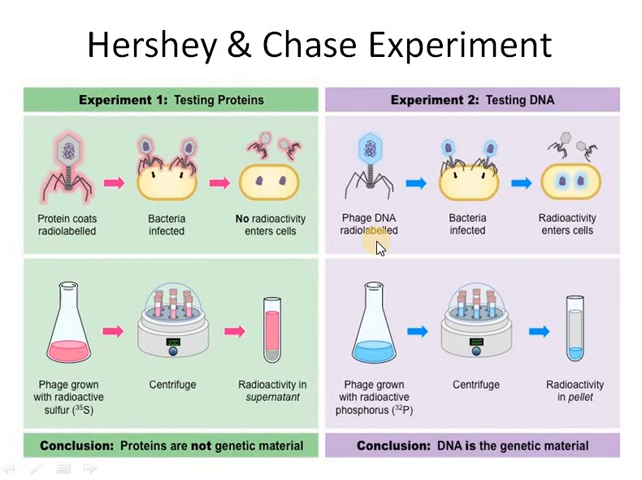 Hershey & Chase Experiment
Experiment 1: Testing Proteins
Protein coats
radiolabelled
Bacteria
infected
No radioactivity
enters cells
Phage grown
with radioactive
sulfur (³⁵S)
Centrifuge
Radioactivity in
supernatant
Conclusion: Proteins are not genetic material
Experiment 2: Testing DNA
Phage DNA
radiolabelled
Bacteria
infected
Radioactivity
enters cells
Phage grown
with radioactive
phosphorus (³²P)
Centrifuge
Radioactivity
in pellet
Conclusion: DNA is the genetic material